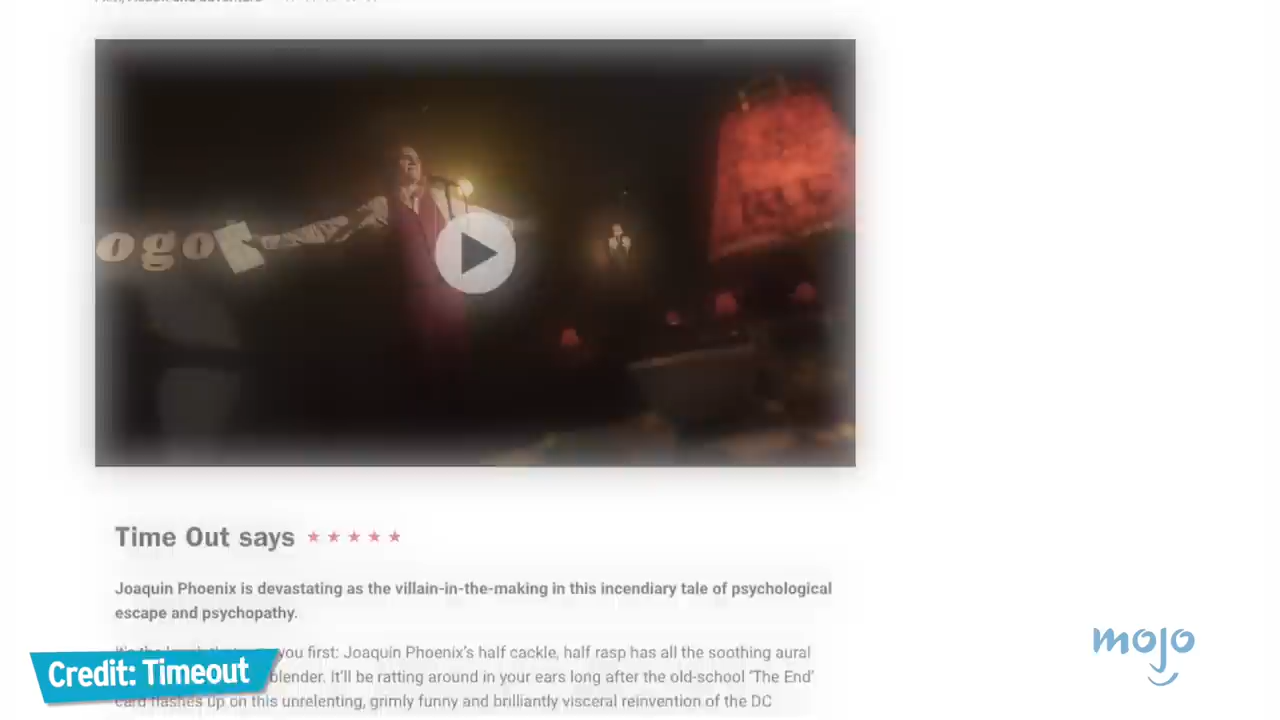 ogo
Time Out says ★★★★★
Joaquin Phoenix is devastating as the villain-in-the-making in this incendiary tale of psychological
escape and psychopathy.
you first: Joaquin Phoenix's half cackle, half rasp has all the soothing aural
blender. It'll be ratting around in your ears long after the old-school 'The End'
card flashes up on this unrelenting, grimly funny and brilliantly visceral reinvention of the DC
Credit: Timeout
mojo